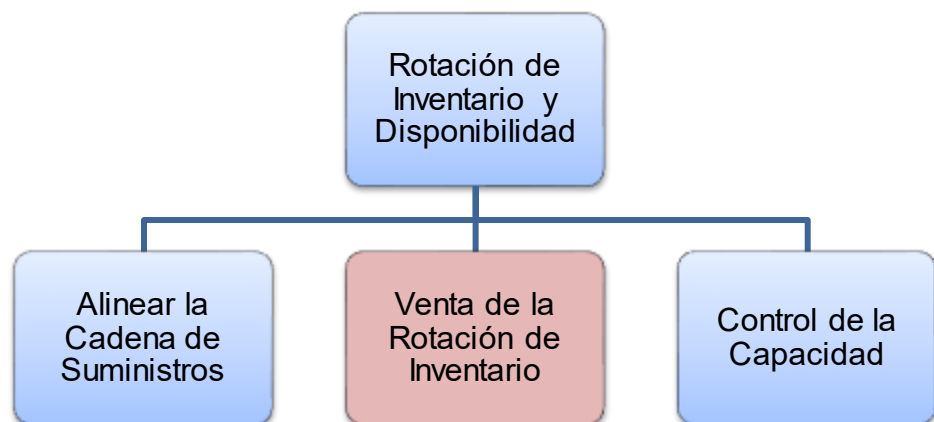 Rotación de
Inventario y
Disponibilidad
Alinear la
Cadena de
Suministros
Venta de la
Rotación de
Inventario
Control de la
Capacidad